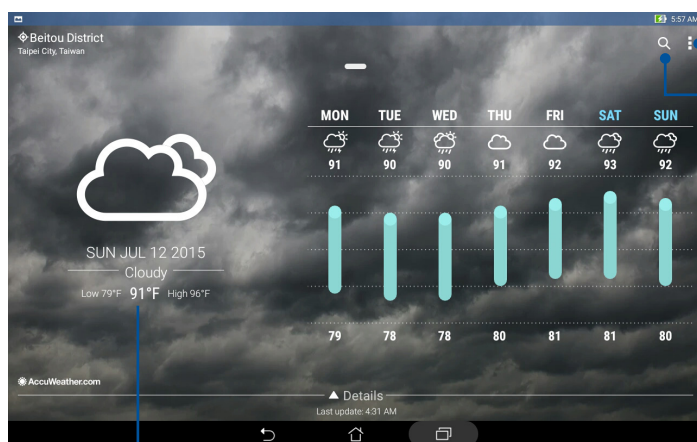 5:57 AM
Beitou District
Taipei City, Taiwan
MON TUE WED THU FRI SAT SUN
91 90 90 91 92 93 92
SUN JUL 12 2015
Cloudy
Low 79°F 91°F High 96°F
79 78 78 80 81 81 80
AccuWeather.com
Details
Last update: 4:31 AM